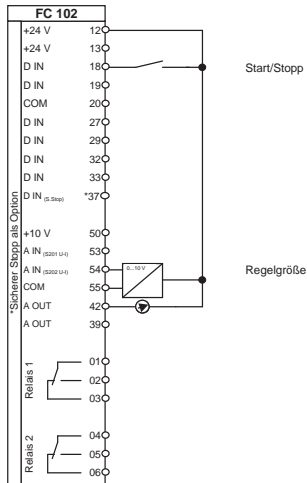 FC 102
+24 V 12
+24 V 13
D IN 18
Start/Stopp
D IN 19
COM 20
D IN 27
D IN 29
D IN 32
D IN 33
D IN (S.Stop) *37
+10 V 50
A IN (S201 U-I) 53
A IN (S202 U-I) 54
0...10 V
Regelgröße
COM 55
A OUT 42
A OUT 39
*Sicherer Stopp als Option
Relais 1
01
02
03
Relais 2
04
05
06